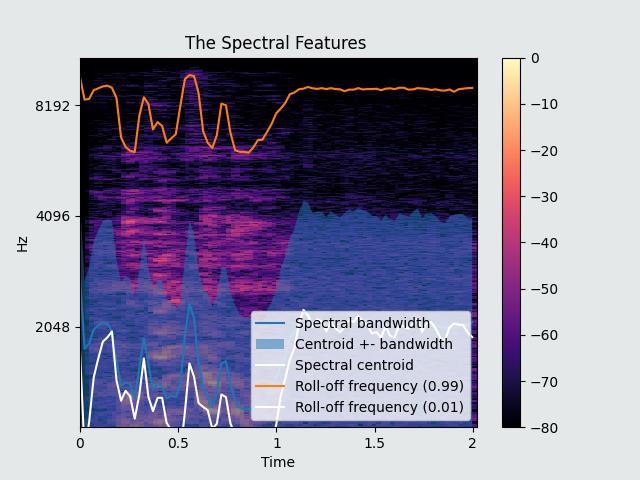 The Spectral Features
Hz
8192
4096
2048
0
0.5
1
1.5
2
Time
Spectral bandwidth
Centroid +- bandwidth
Spectral centroid
Roll-off frequency (0.99)
Roll-off frequency (0.01)
0
−10
−20
−30
−40
−50
−60
−70
−80